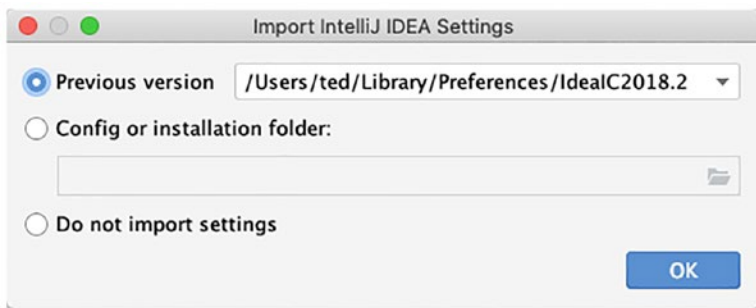 Import IntelliJ IDEA Settings
Previous version /Users/ted/Library/Preferences/IdeaIC2018.2
Config or installation folder:
Do not import settings
OK